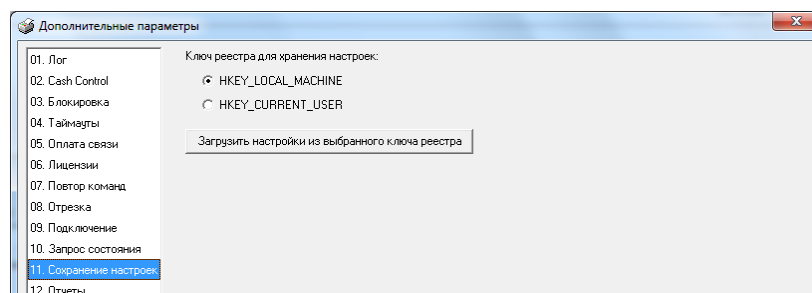 Дополнительные параметры
01. Лог
02. Cash Control
03. Блокировка
04. Таймауты
05. Оплата связи
06. Лицензии
07. Повтор команд
08. Отрезка
09. Подключение
10. Запрос состояния
11. Сохранение настроек
12. Отчеты
Ключ реестра для хранения настроек:
HKEY_LOCAL_MACHINE
HKEY_CURRENT_USER
Загрузить настройки из выбранного ключа реестра